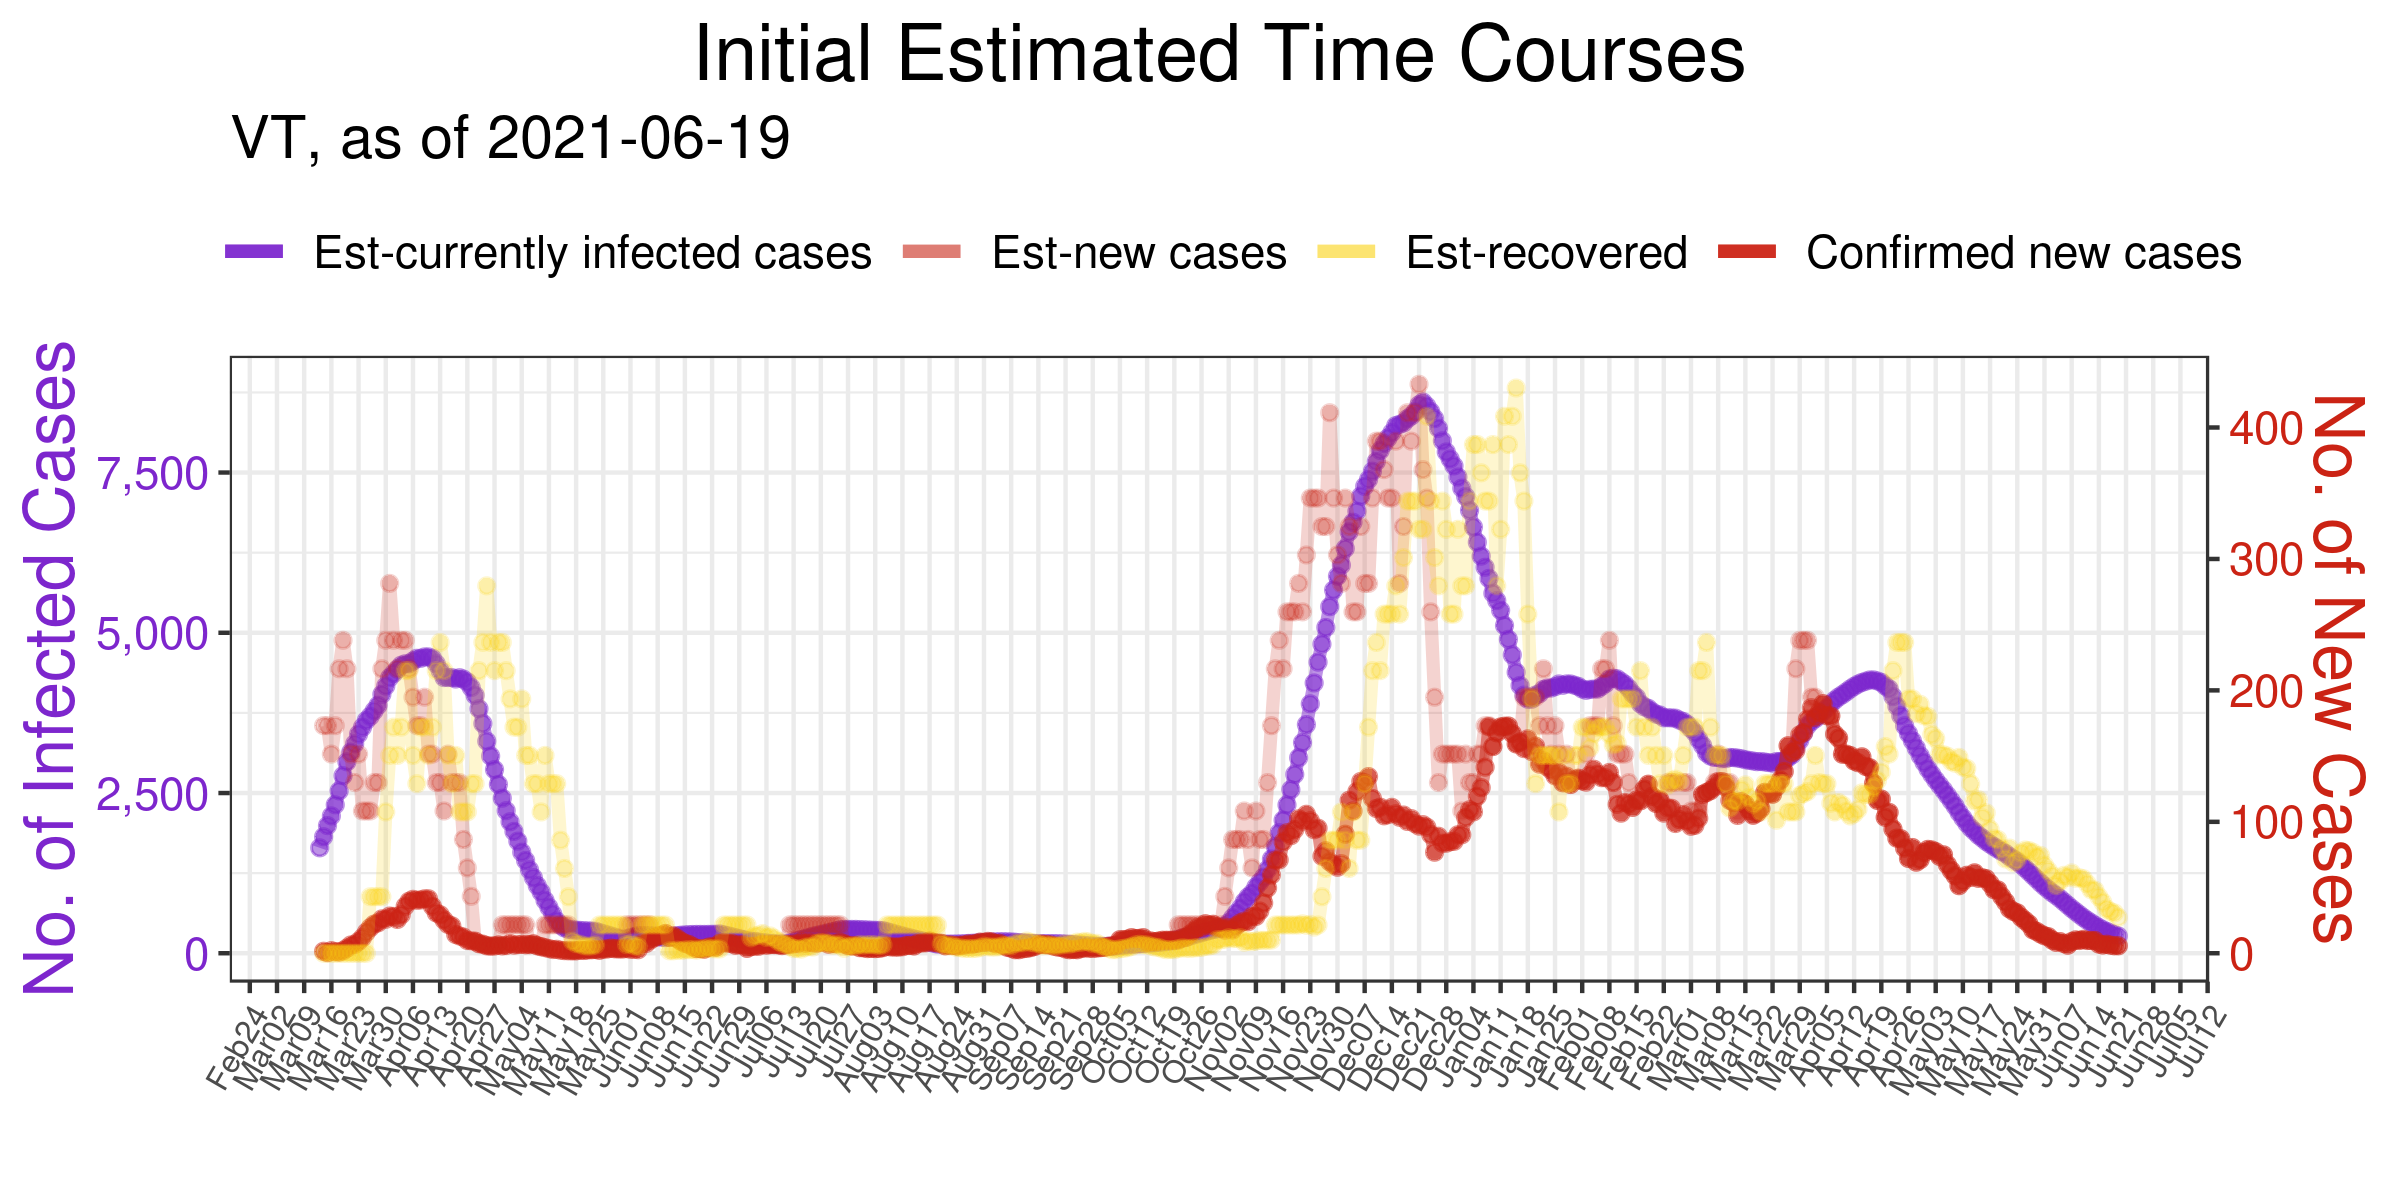 Initial Estimated Time Courses
VT, as of 2021-06-19
Est-currently infected cases
Est-new cases
Est-recovered
Confirmed new cases
No. of Infected Cases
7,500
5,000
2,500
0
No. of New Cases
400
300
200
100
0
Feb24
Mar02
Mar09
Mar16
Mar23
Mar30
Apr06
Apr13
Apr20
Apr27
May04
May11
May18
May25
Jun01
Jun08
Jun15
Jun22
Jun29
Jul06
Jul13
Jul20
Jul27
Aug03
Aug10
Aug17
Aug24
Aug31
Sep07
Sep14
Sep21
Sep28
Oct05
Oct12
Oct19
Oct26
Nov02
Nov09
Nov16
Nov23
Nov30
Dec07
Dec14
Dec21
Dec28
Jan04
Jan11
Jan18
Jan25
Feb01
Feb08
Feb15
Feb22
Mar01
Mar08
Mar15
Mar22
Mar29
Apr05
Apr12
Apr19
Apr26
May03
May10
May17
May24
May31
Jun07
Jun14
Jun21
Jun28
Jul05
Jul12